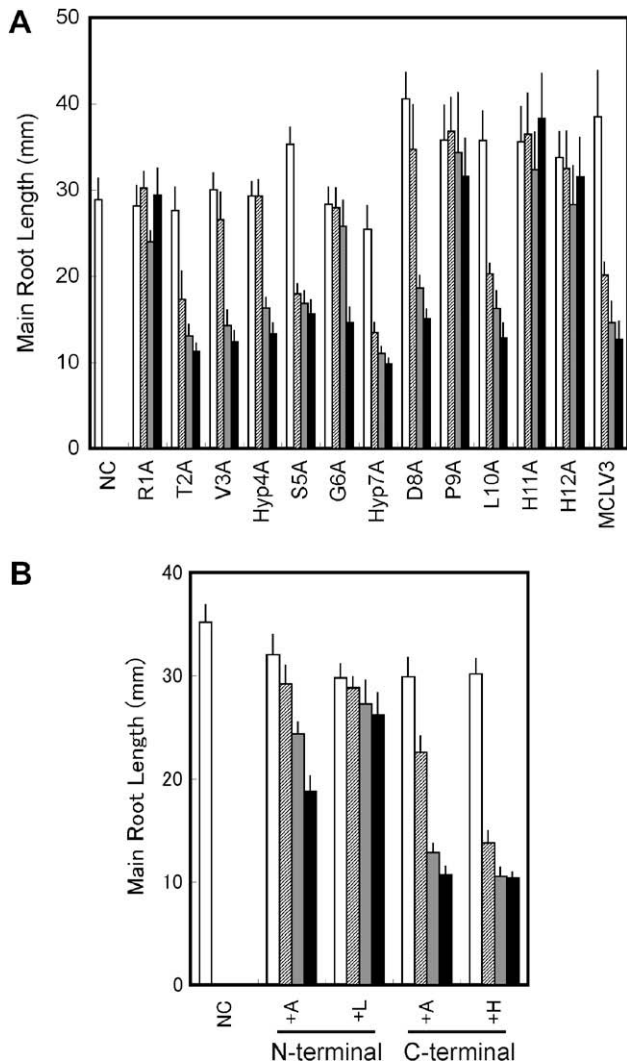 A
Main Root Length (mm)
50
40
30
20
10
0
NC
R1A
T2A
V3A
Hyp4A
S5A
G6A
Hyp7A
D8A
P9A
L10A
H11A
H12A
MCLV3
B
Main Root Length (mm)
40
30
20
10
0
NC
+A
+L
+A
+H
N-terminal
C-terminal